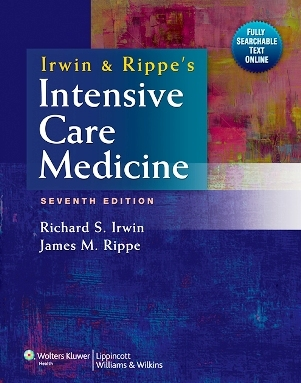 FULLY
SEARCHABLE
TEXT
ONLINE
Irwin & Rippe's
Intensive
Care
Medicine
SEVENTH EDITION
Richard S. Irwin
James M. Rippe
Wolters Kluwer
Health
Lippincott
Williams & Wilkins